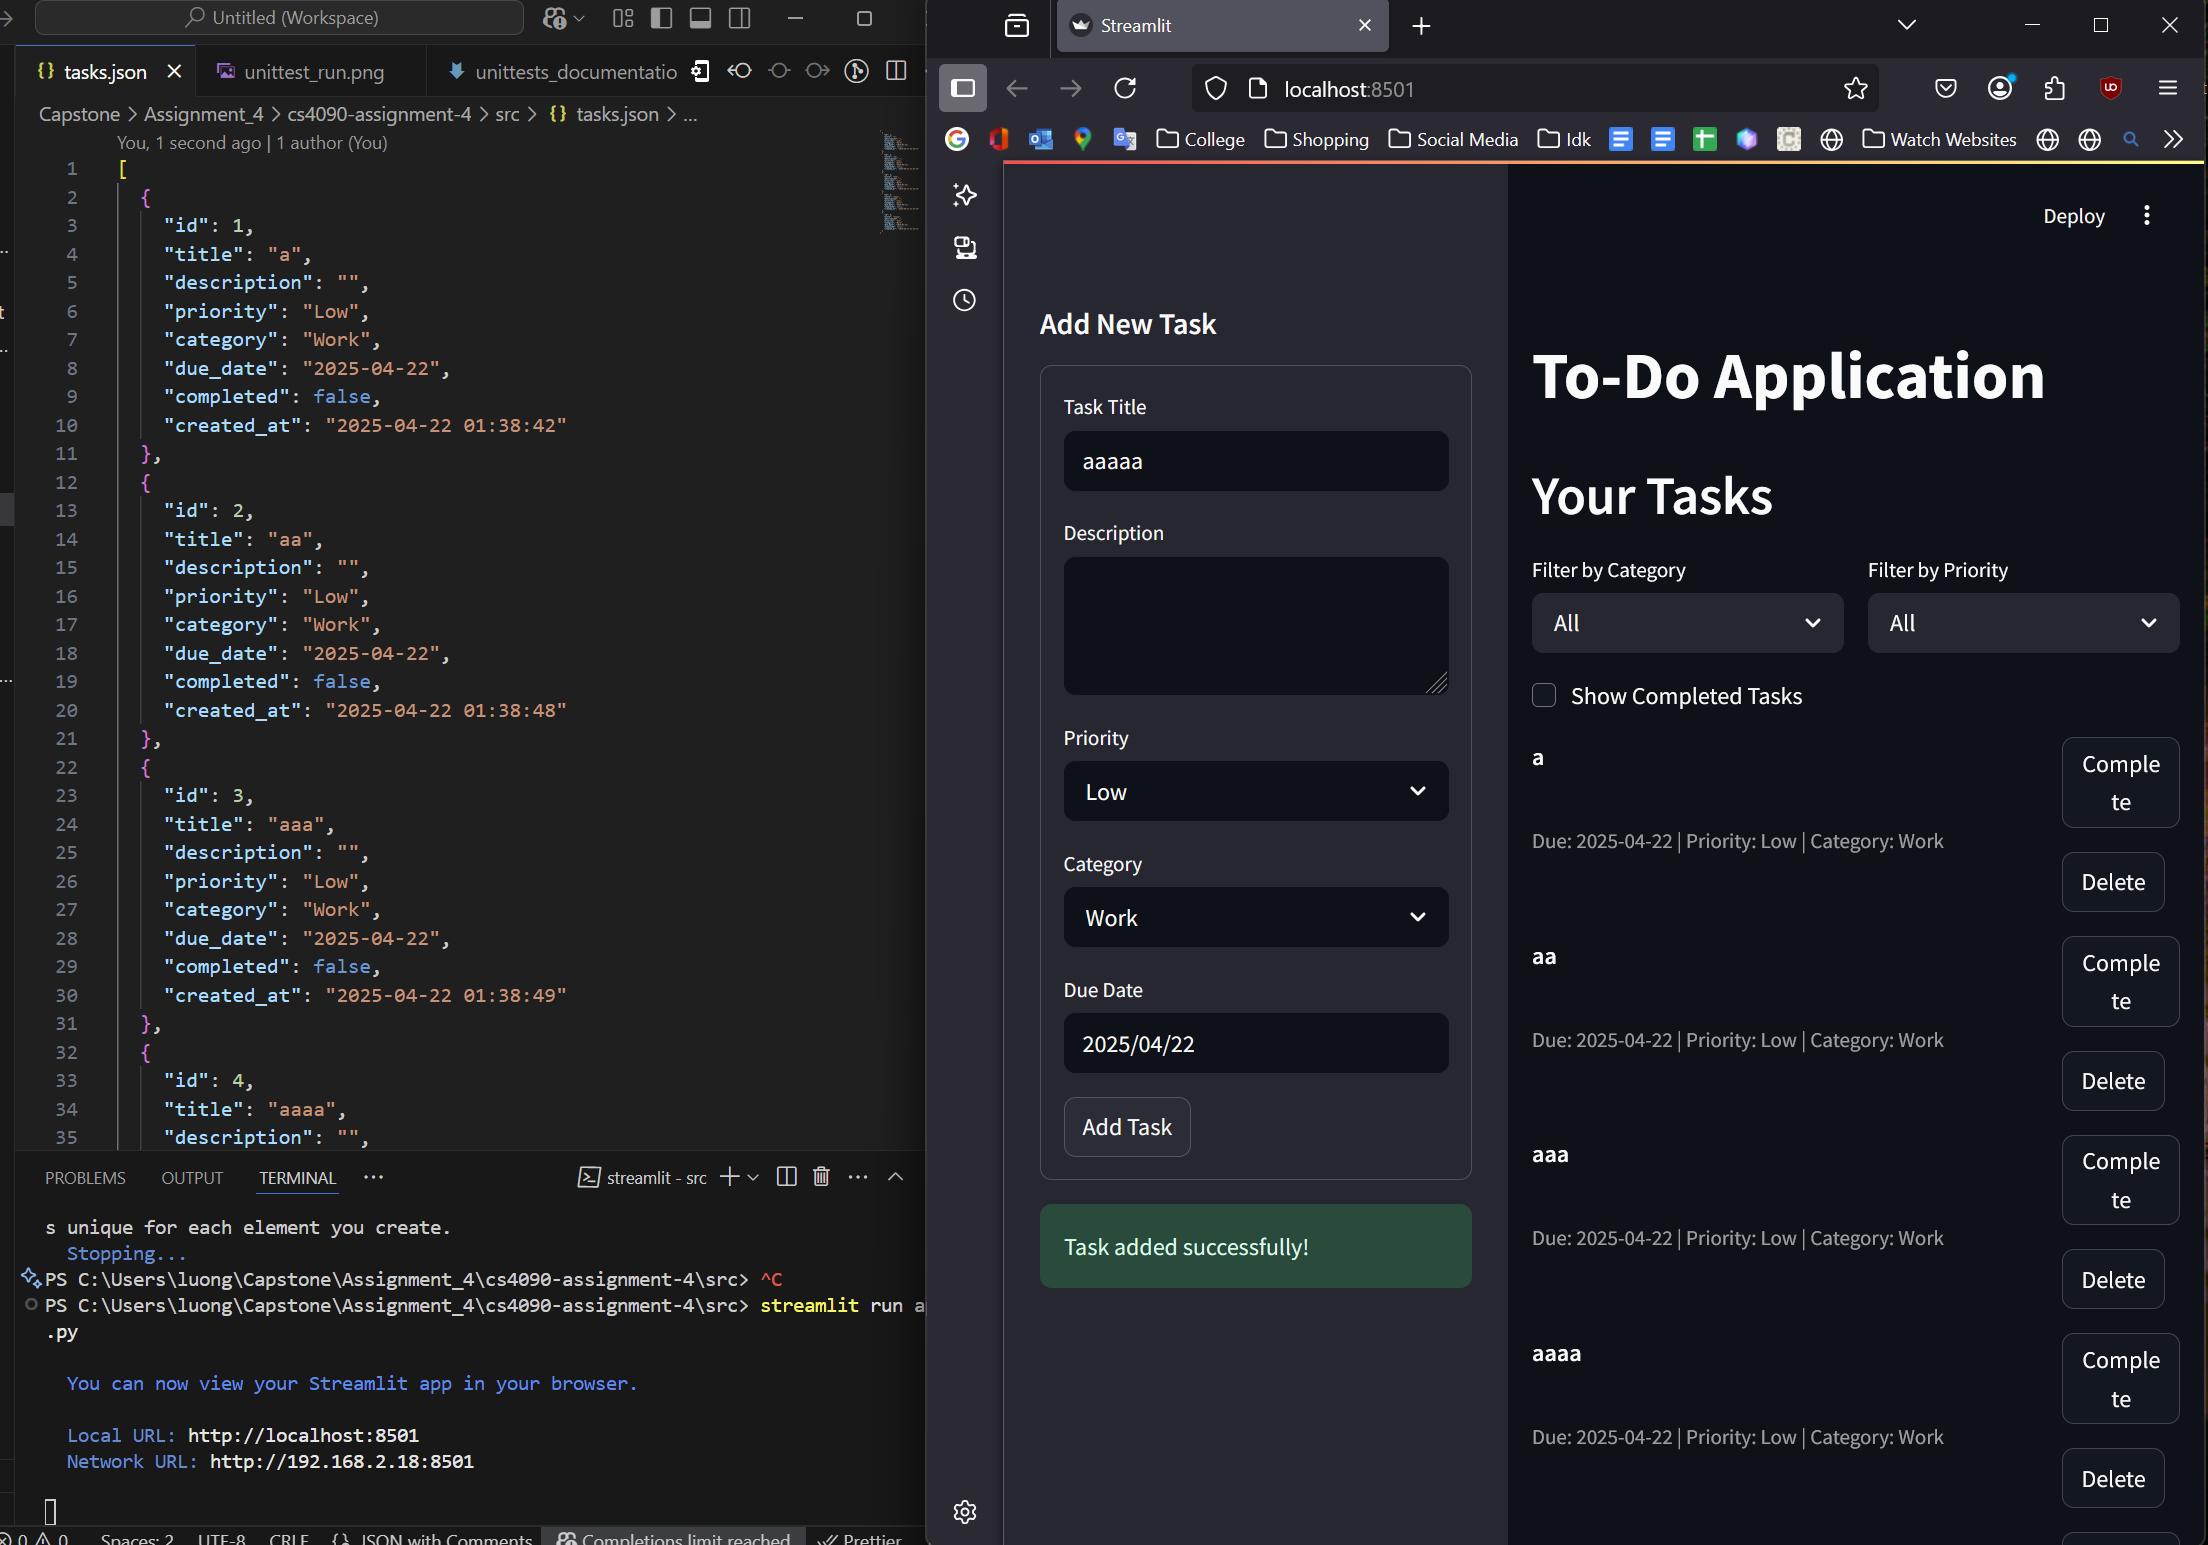 Untitled (Workspace)
tasks.json
unittest_run.png
unittests_documentatio
Capstone > Assignment_4 > cs4090-assignment-4 > src > {} tasks.json > ...
You, 1 second ago | 1 author (You)
1 [
2 {
3 "id": 1,
4 "title": "a",
5 "description": "",
6 "priority": "Low",
7 "category": "Work",
8 "due_date": "2025-04-22",
9 "completed": false,
10 "created_at": "2025-04-22 01:38:42"
11 },
12 {
13 "id": 2,
14 "title": "aa",
15 "description": "",
16 "priority": "Low",
17 "category": "Work",
18 "due_date": "2025-04-22",
19 "completed": false,
20 "created_at": "2025-04-22 01:38:48"
21 },
22 {
23 "id": 3,
24 "title": "aaa",
25 "description": "",
26 "priority": "Low",
27 "category": "Work",
28 "due_date": "2025-04-22",
29 "completed": false,
30 "created_at": "2025-04-22 01:38:49"
31 },
32 {
33 "id": 4,
34 "title": "aaaa",
35 "description": "",
PROBLEMS OUTPUT TERMINAL ...
streamlit - src
s unique for each element you create.
Stopping...
PS C:\Users\luong\Capstone\Assignment_4\cs4090-assignment-4\src> ^C
PS C:\Users\luong\Capstone\Assignment_4\cs4090-assignment-4\src> streamlit run a
.py
You can now view your Streamlit app in your browser.
Local URL: http://localhost:8501
Network URL: http://192.168.2.18:8501
0 0 Spaces: 2 UTF-8 CRLF {} JSON with Comments Completions limit reached Prettier
Streamlit
localhost:8501
College Shopping Social Media Idk Watch Websites
Add New Task
Task Title
aaaaa
Description
Priority
Low
Category
Work
Due Date
2025/04/22
Add Task
Task added successfully!
Deploy
To-Do Application
Your Tasks
Filter by Category
All
Filter by Priority
All
Show Completed Tasks
a
Comple
te
Due: 2025-04-22 | Priority: Low | Category: Work
Delete
aa
Comple
te
Due: 2025-04-22 | Priority: Low | Category: Work
Delete
aaa
Comple
te
Due: 2025-04-22 | Priority: Low | Category: Work
Delete
aaaa
Comple
te
Due: 2025-04-22 | Priority: Low | Category: Work
Delete